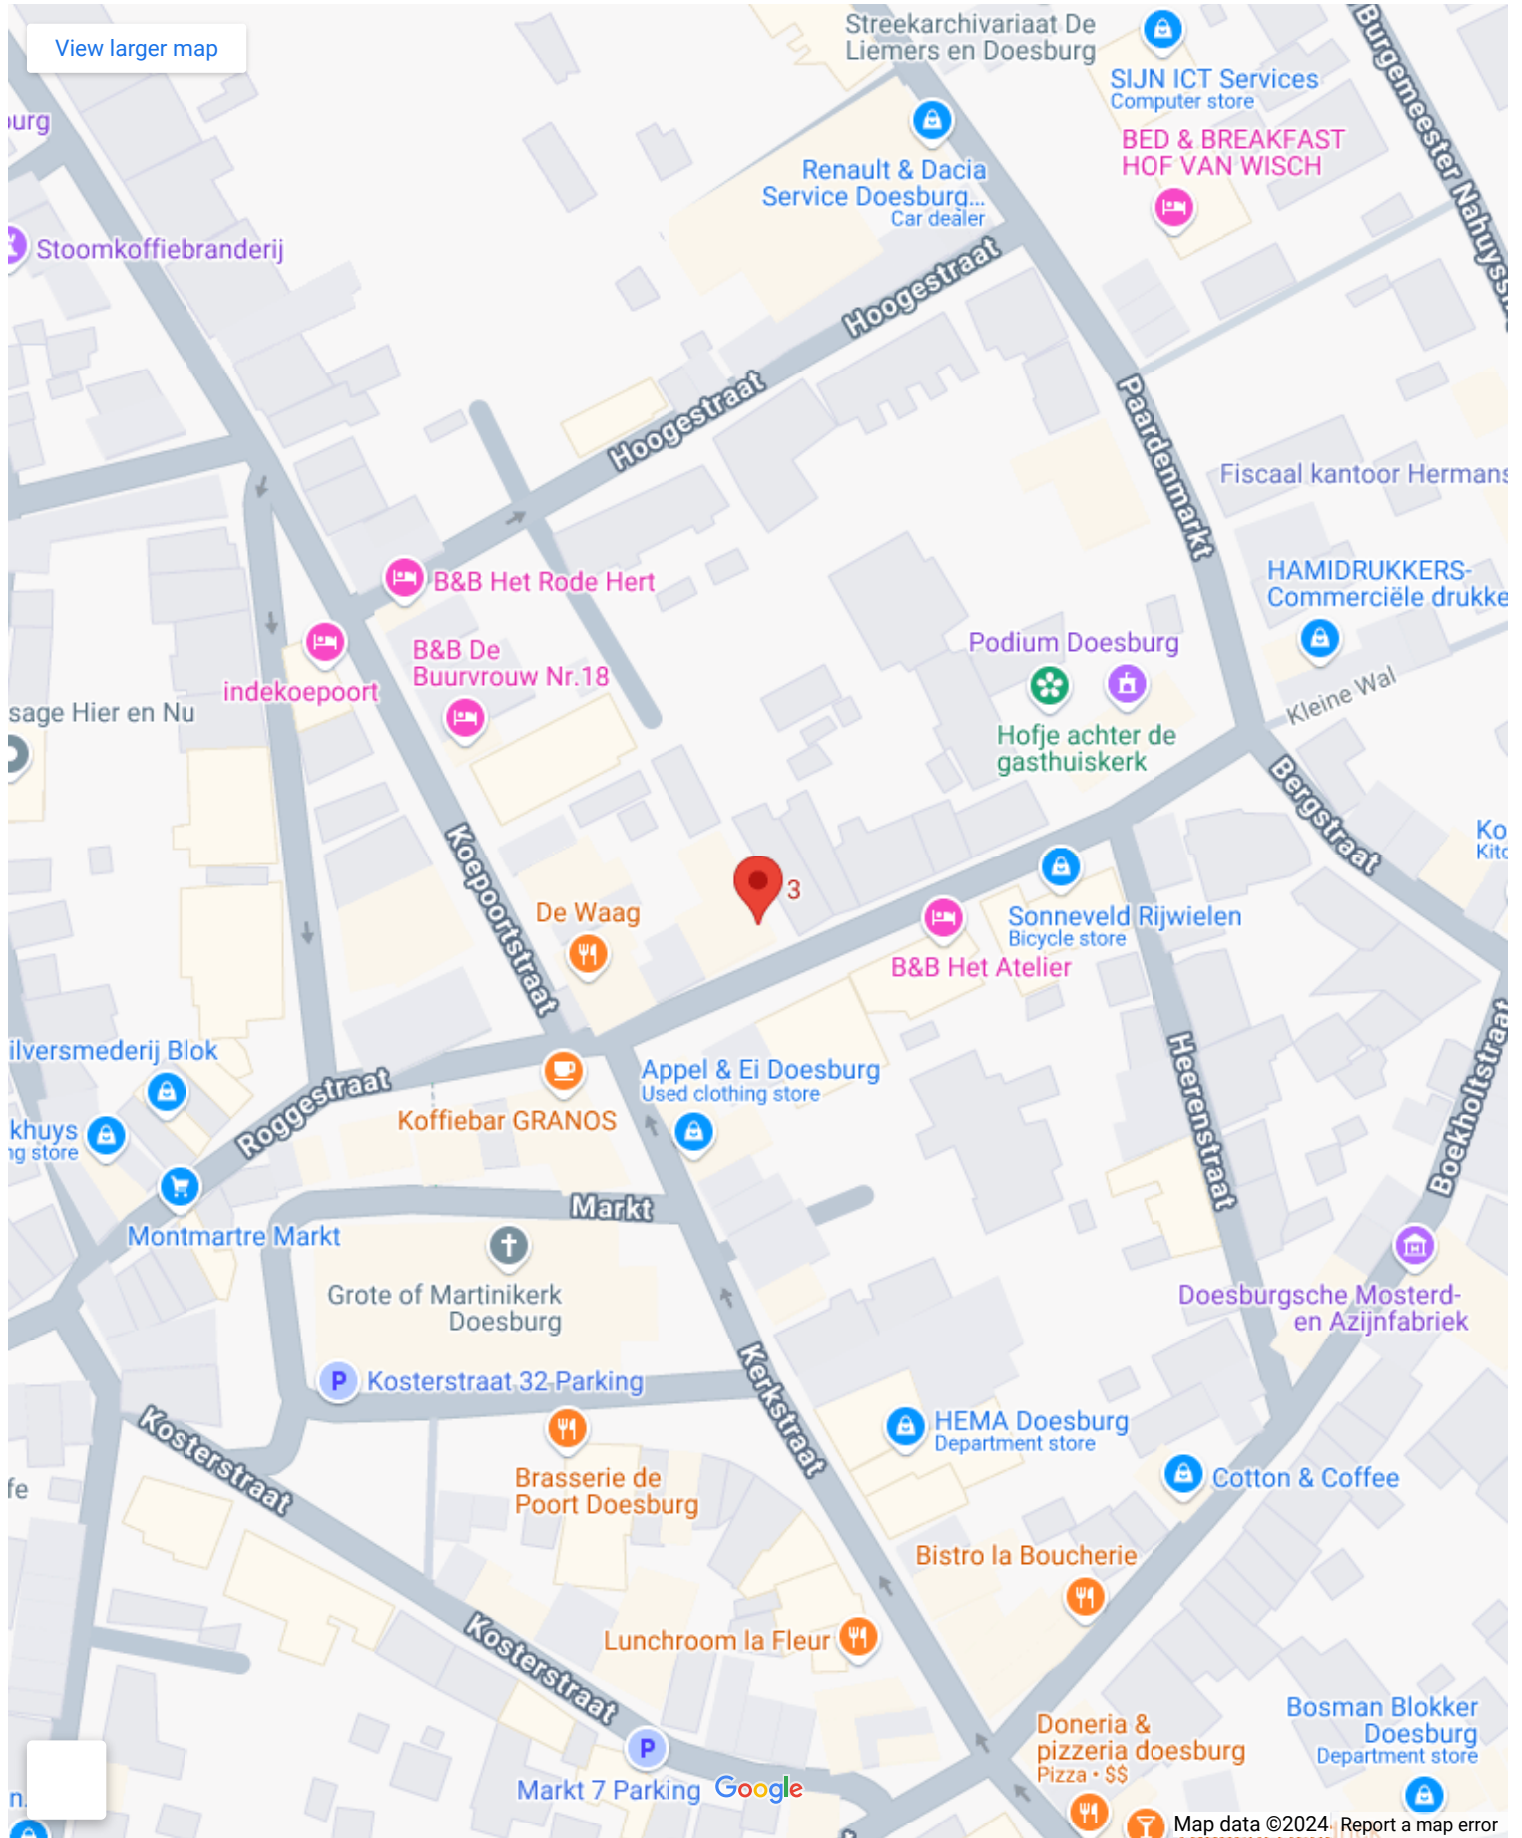 View larger map
Streekarchivariaat De
Liemers en Doesburg
SIJN ICT Services
Computer store
BED & BREAKFAST
HOF VAN WISCH
Burgemeester
Renault & Dacia
Service Doesburg...
Car dealer
Stoomkoffiebranderij
Hoogestraat
Hoogestraat
Paardenmarkt
Fiscaal kantoor Hermans
B&B Het Rode Hert
HAMIDRUKKERS-
Commerciële drukke
B&B De
Buurvrouw Nr.18
indekoepoort
Podium Doesburg
Kleine Wal
sage Hier en Nu
Hofje achter de
gasthuiskerk
Bergstraat
Ko
Kitc
Koepoortstraat
3
De Waag
Sonneveld Rijwielen
Bicycle store
B&B Het Atelier
ilversmederij Blok
Appel & Ei Doesburg
Used clothing store
Heerenstraat
Boekholtstraat
Roggestraat
Koffiebar GRANOS
khuys
ng store
Montmartre Markt
Markt
Grote of Martinikerk
Doesburg
Doesburgsche Mosterd-
en Azijnfabriek
Kosterstraat 32 Parking
Kerkstraat
HEMA Doesburg
Department store
Kosterstraat
Brasserie de
Poort Doesburg
Cotton & Coffee
fe
Bistro la Boucherie
Lunchroom la Fleur
Kosterstraat
Bosman Blokker
Doesburg
Department store
Doneria &
pizzeria doesburg
Pizza • $$
P
P
Markt 7 Parking
Google
Map data ©2024
Report a map error